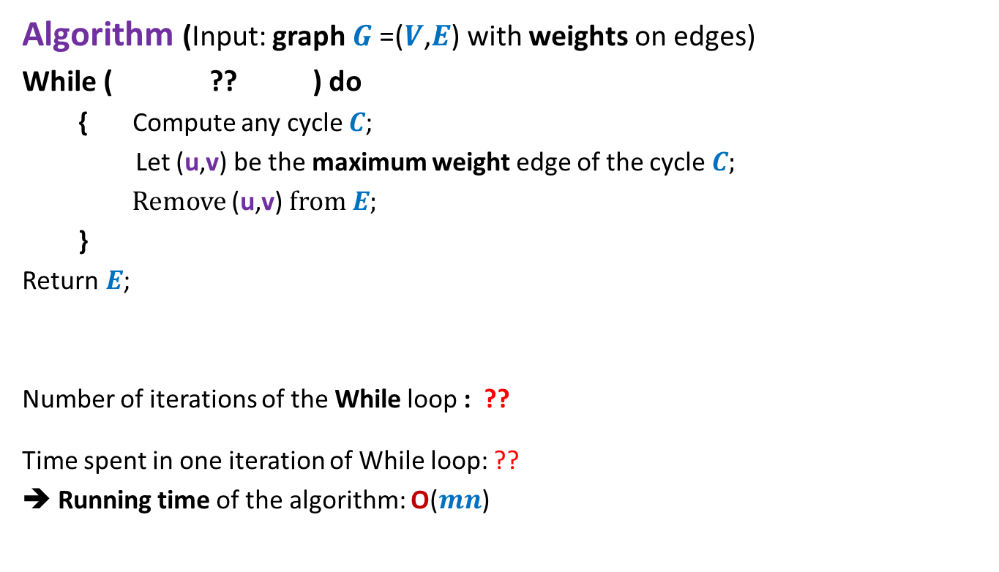 Algorithm (Input: graph G =(V,E) with weights on edges)
While ( ?? ) do
{ Compute any cycle C;
Let (u,v) be the maximum weight edge of the cycle C;
Remove (u,v) from E;
}
Return E;
Number of iterations of the While loop : ??
Time spent in one iteration of While loop: ??
➔ Running time of the algorithm: O(mn)